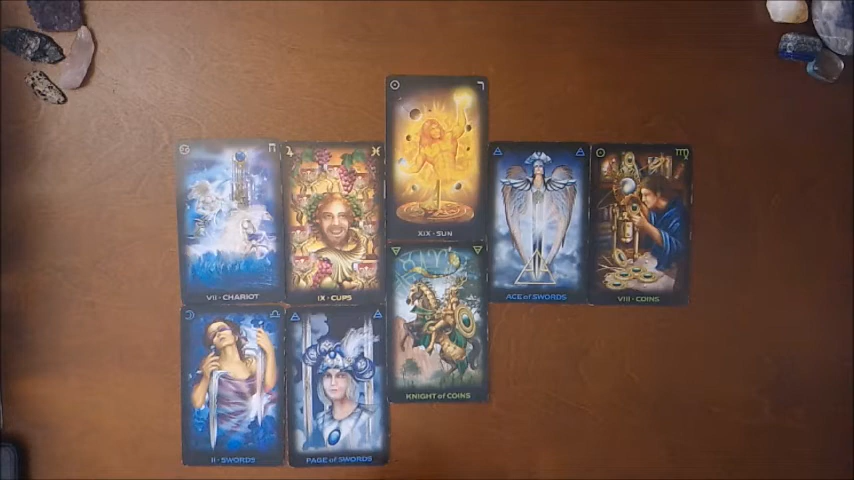 XIX · SUN
VII · CHARIOT
IX · CUPS
ACE of SWORDS
VIII · COINS
KNIGHT of COINS
II · SWORDS
PAGE of SWORDS